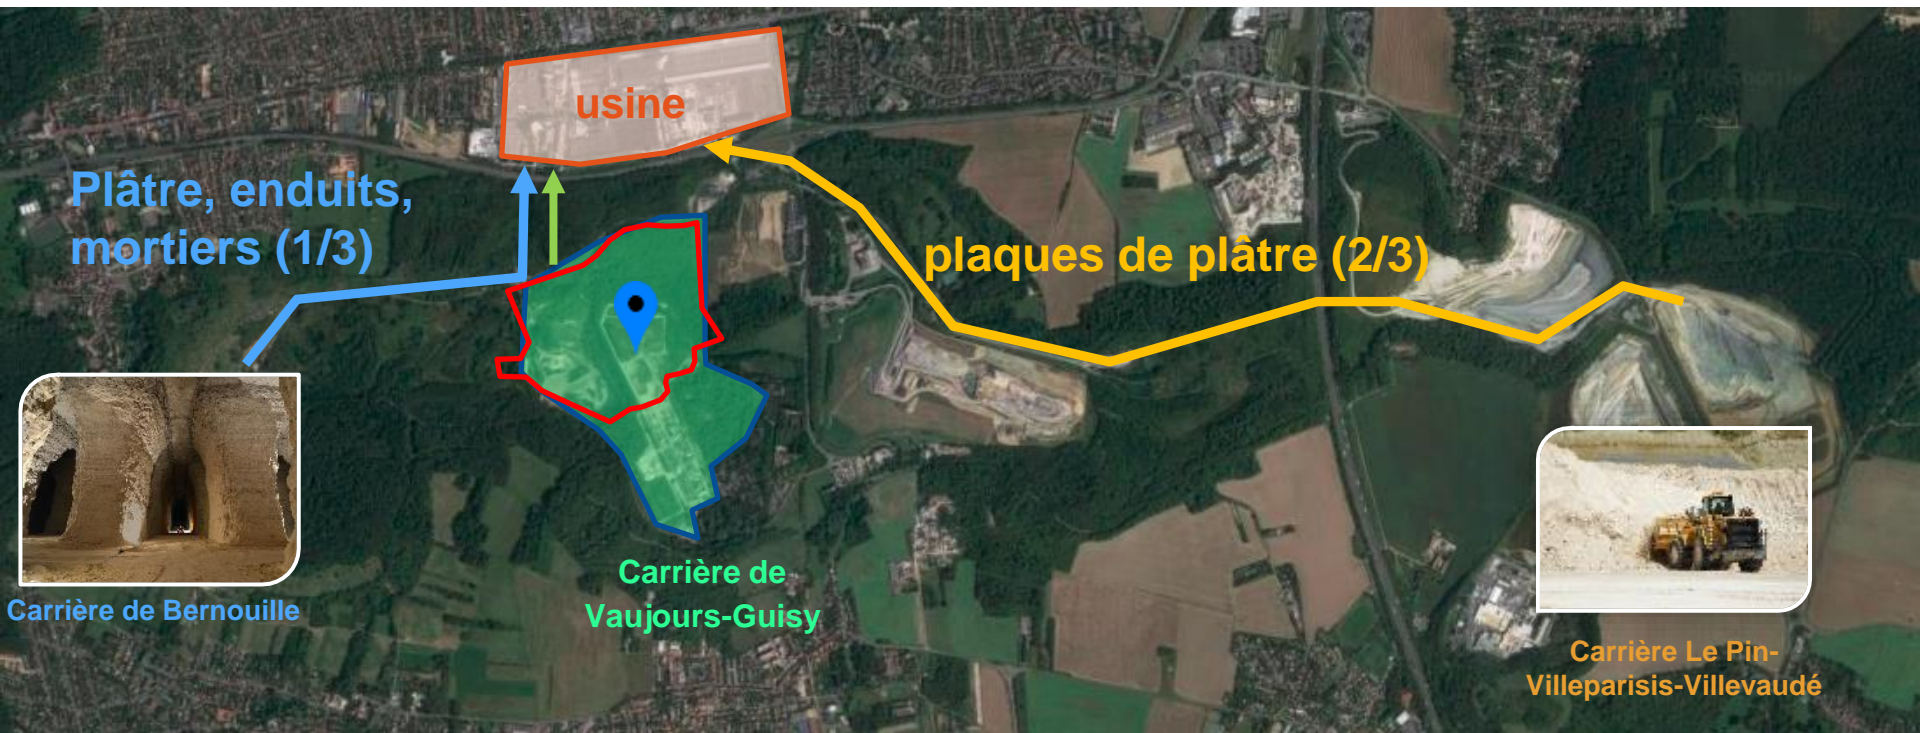 usine
Plâtre, enduits,
mortiers (1/3)
plaques de plâtre (2/3)
Carrière de Bernouille
Carrière de
Vaujours-Guisy
Carrière Le Pin-
Villeparisis-Villevaudé